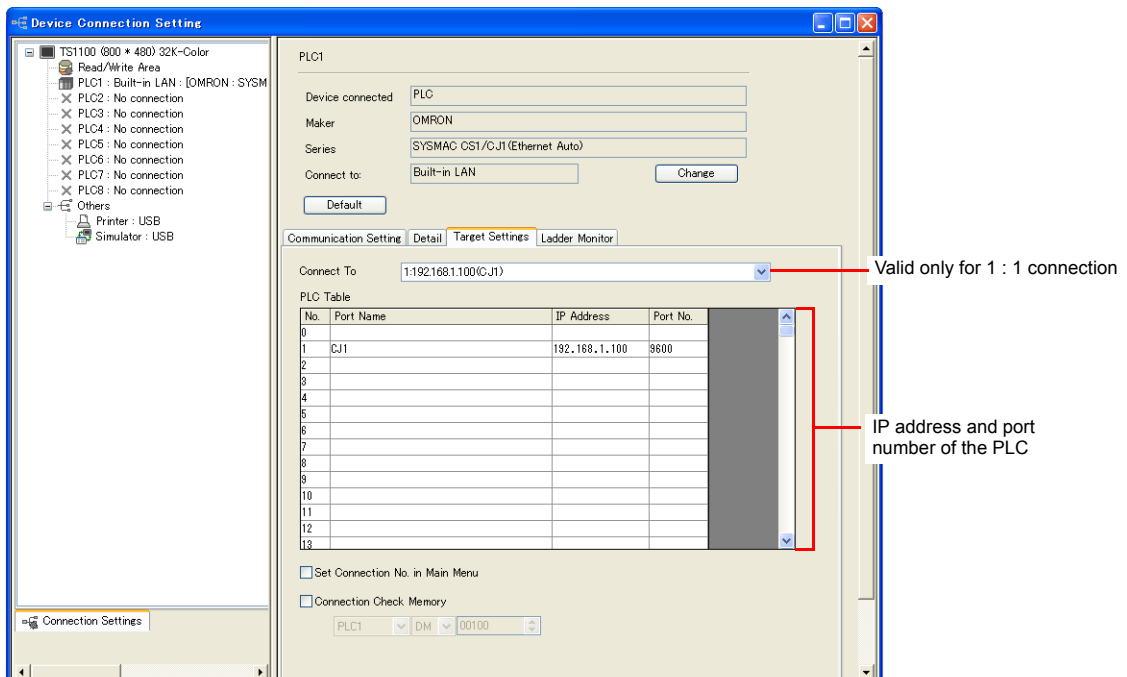 Device Connection Setting
TS1100 (800 * 480) 32K-Color
Read/Write Area
PLC1 : Built-in LAN : [OMRON : SYSM
PLC2 : No connection
PLC3 : No connection
PLC4 : No connection
PLC5 : No connection
PLC6 : No connection
PLC7 : No connection
PLC8 : No connection
Others
Printer : USB
Simulator : USB
Connection Settings
PLC1
Device connected PLC
Maker OMRON
Series SYSMAC CS1/CJ1(Ethernet Auto)
Connect to: Built-in LAN Change
Default
Communication Setting Detail Target Settings Ladder Monitor
Connect To 1:192.168.1.100(CJ1)
PLC Table
No. Port Name IP Address Port No.
0
1 CJ1 192.168.1.100 9600
2
3
4
5
6
7
8
9
10
11
12
13
Set Connection No. in Main Menu
Connection Check Memory
PLC1 DM 00100
Valid only for 1 : 1 connection
IP address and port
number of the PLC